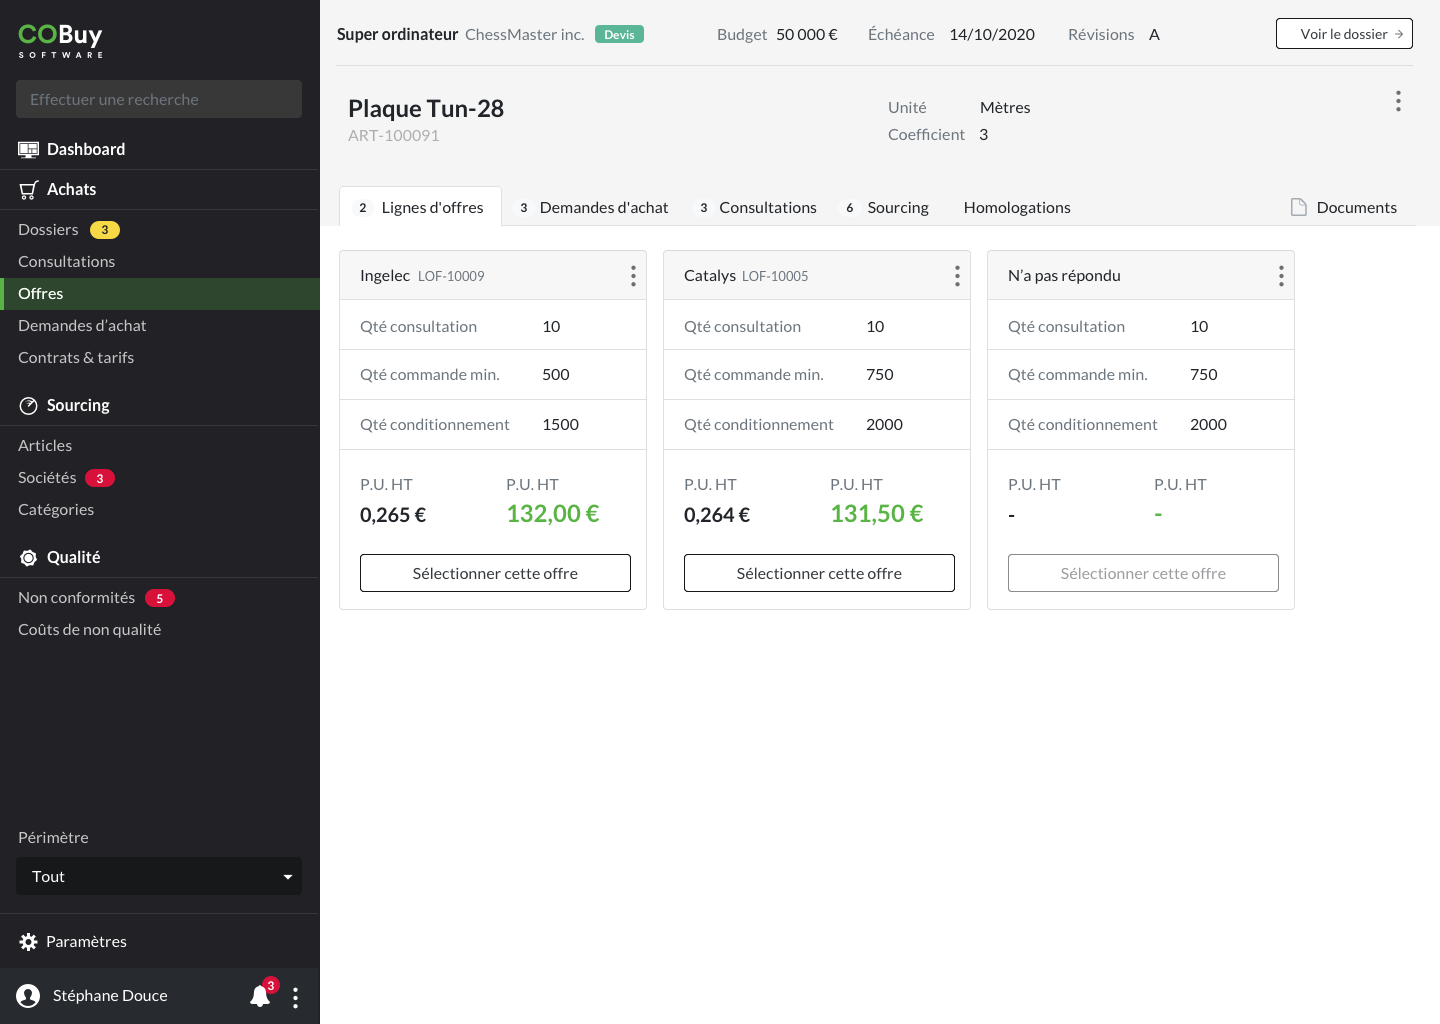 COBuy
SOFTWARE
Effectuer une recherche
Dashboard
Achats
Dossiers 3
Consultations
Offres
Demandes d’achat
Contrats & tarifs
Sourcing
Articles
Sociétés 3
Catégories
Qualité
Non conformités 5
Coûts de non qualité
Périmètre
Tout
Paramètres
Stéphane Douce 3
Super ordinateur ChessMaster inc. Devis Budget 50 000 € Échéance 14/10/2020 Révisions A Voir le dossier →
Plaque Tun-28
ART-100091
Unité Mètres
Coefficient 3
2 Lignes d'offres 3 Demandes d'achat 3 Consultations 6 Sourcing Homologations Documents
Ingelec LOF-10009
Qté consultation 10
Qté commande min. 500
Qté conditionnement 1500
P.U. HT P.U. HT
0,265 € 132,00 €
Sélectionner cette offre
Catalys LOF-10005
Qté consultation 10
Qté commande min. 750
Qté conditionnement 2000
P.U. HT P.U. HT
0,264 € 131,50 €
Sélectionner cette offre
N’a pas répondu
Qté consultation 10
Qté commande min. 750
Qté conditionnement 2000
P.U. HT P.U. HT
- -
Sélectionner cette offre